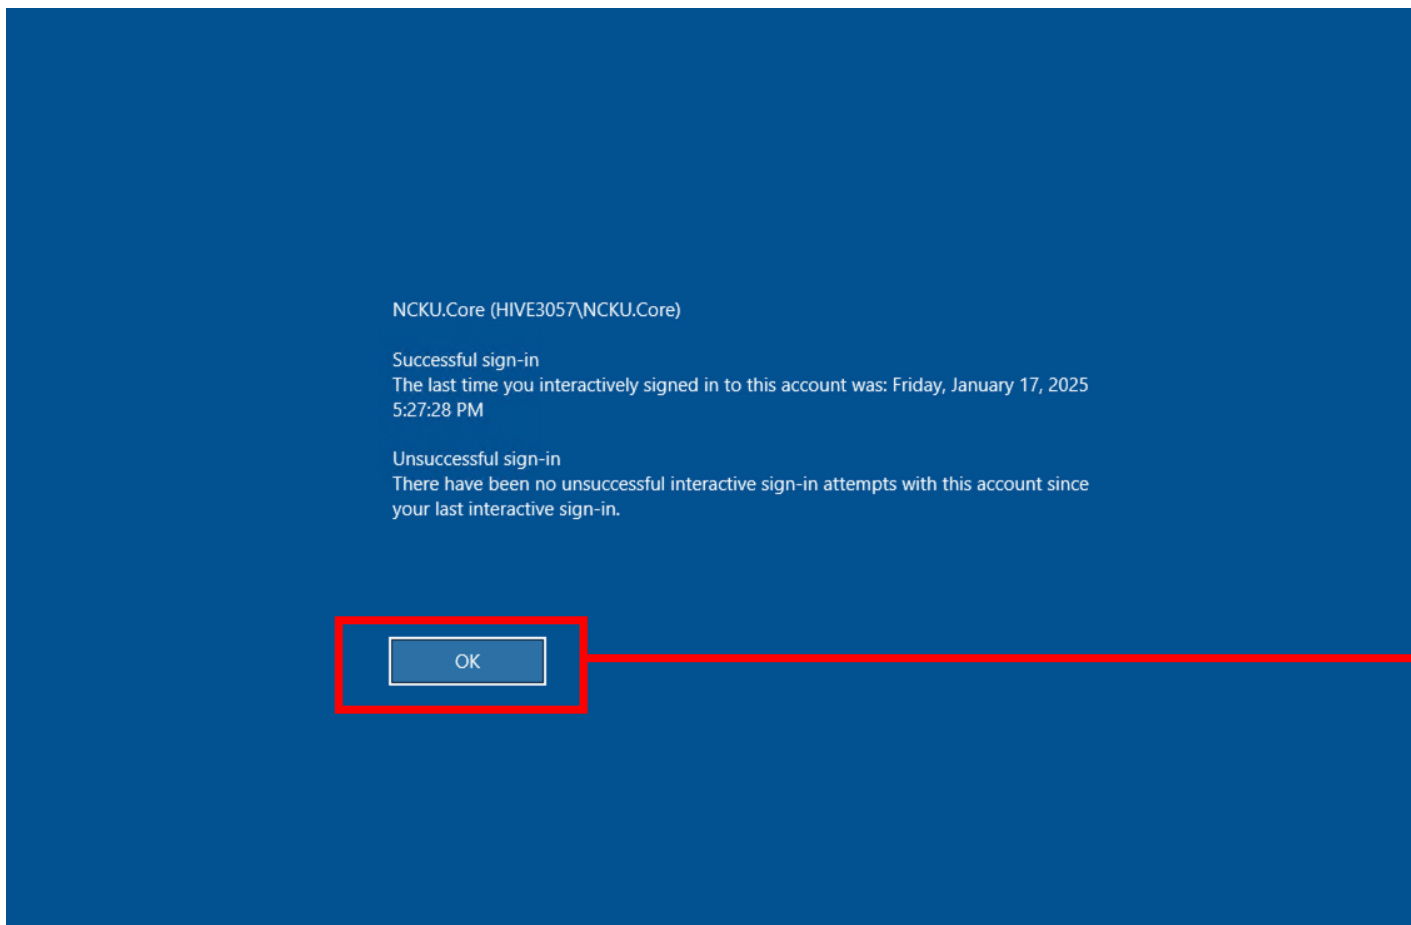 NCKU.Core (HIVE3057\NCKU.Core)
Successful sign-in
The last time you interactively signed in to this account was: Friday, January 17, 2025
5:27:28 PM
Unsuccessful sign-in
There have been no unsuccessful interactive sign-in attempts with this account since
your last interactive sign-in.
OK